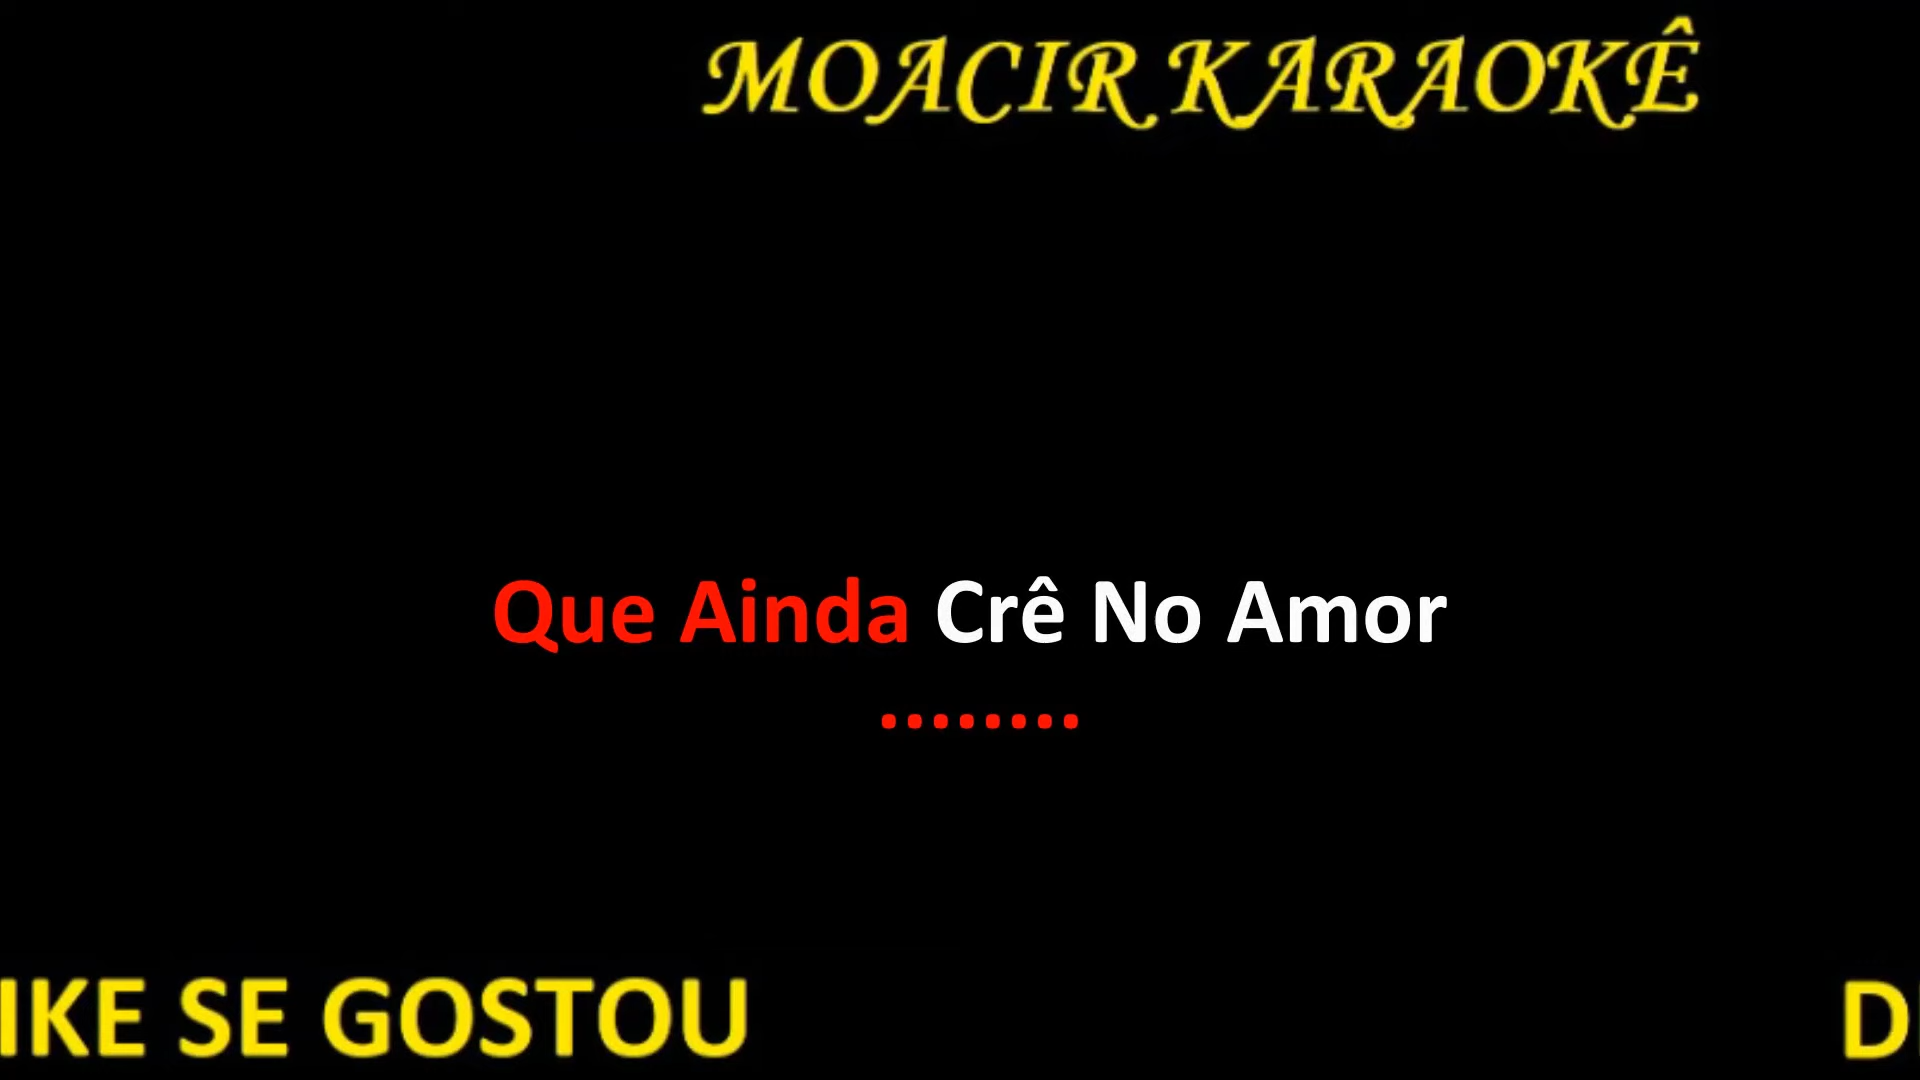 MOACIR KARAOKÊ
Que Ainda Crê No Amor
........
IKE SE GOSTOU D